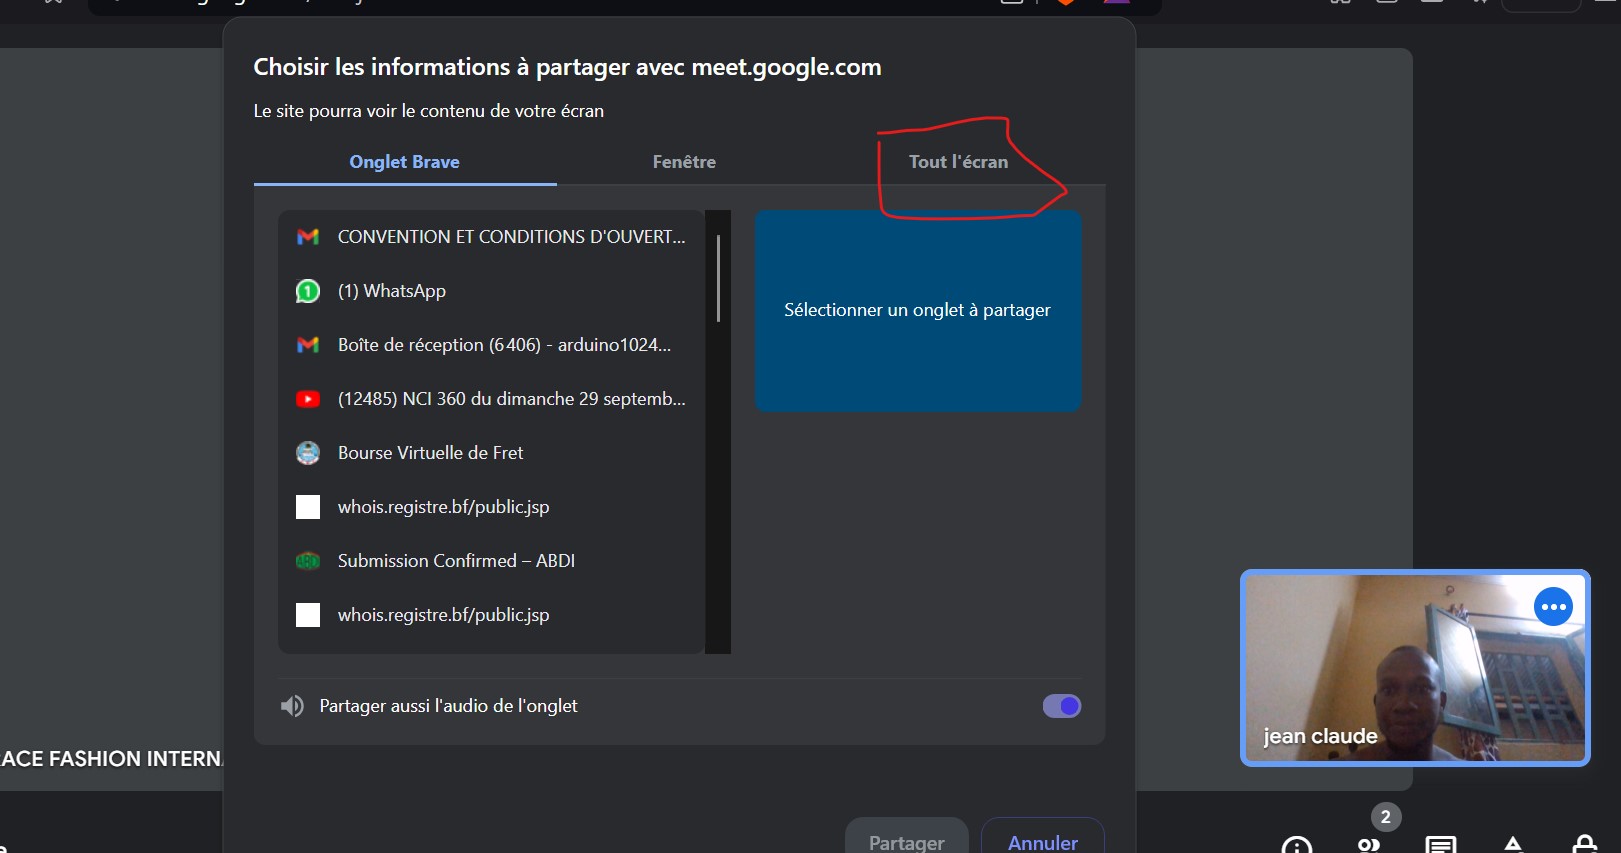 Choisir les informations à partager avec meet.google.com
Le site pourra voir le contenu de votre écran
Onglet Brave
Fenêtre
Tout l'écran
CONVENTION ET CONDITIONS D'OUVERT...
(1) WhatsApp
Boîte de réception (6 406) - arduino1024...
(12485) NCI 360 du dimanche 29 septemb...
Bourse Virtuelle de Fret
whois.registre.bf/public.jsp
Submission Confirmed – ABDI
whois.registre.bf/public.jsp
Sélectionner un onglet à partager
Partager aussi l'audio de l'onglet
Partager
Annuler
ACE FASHION INTERN
jean claude
2